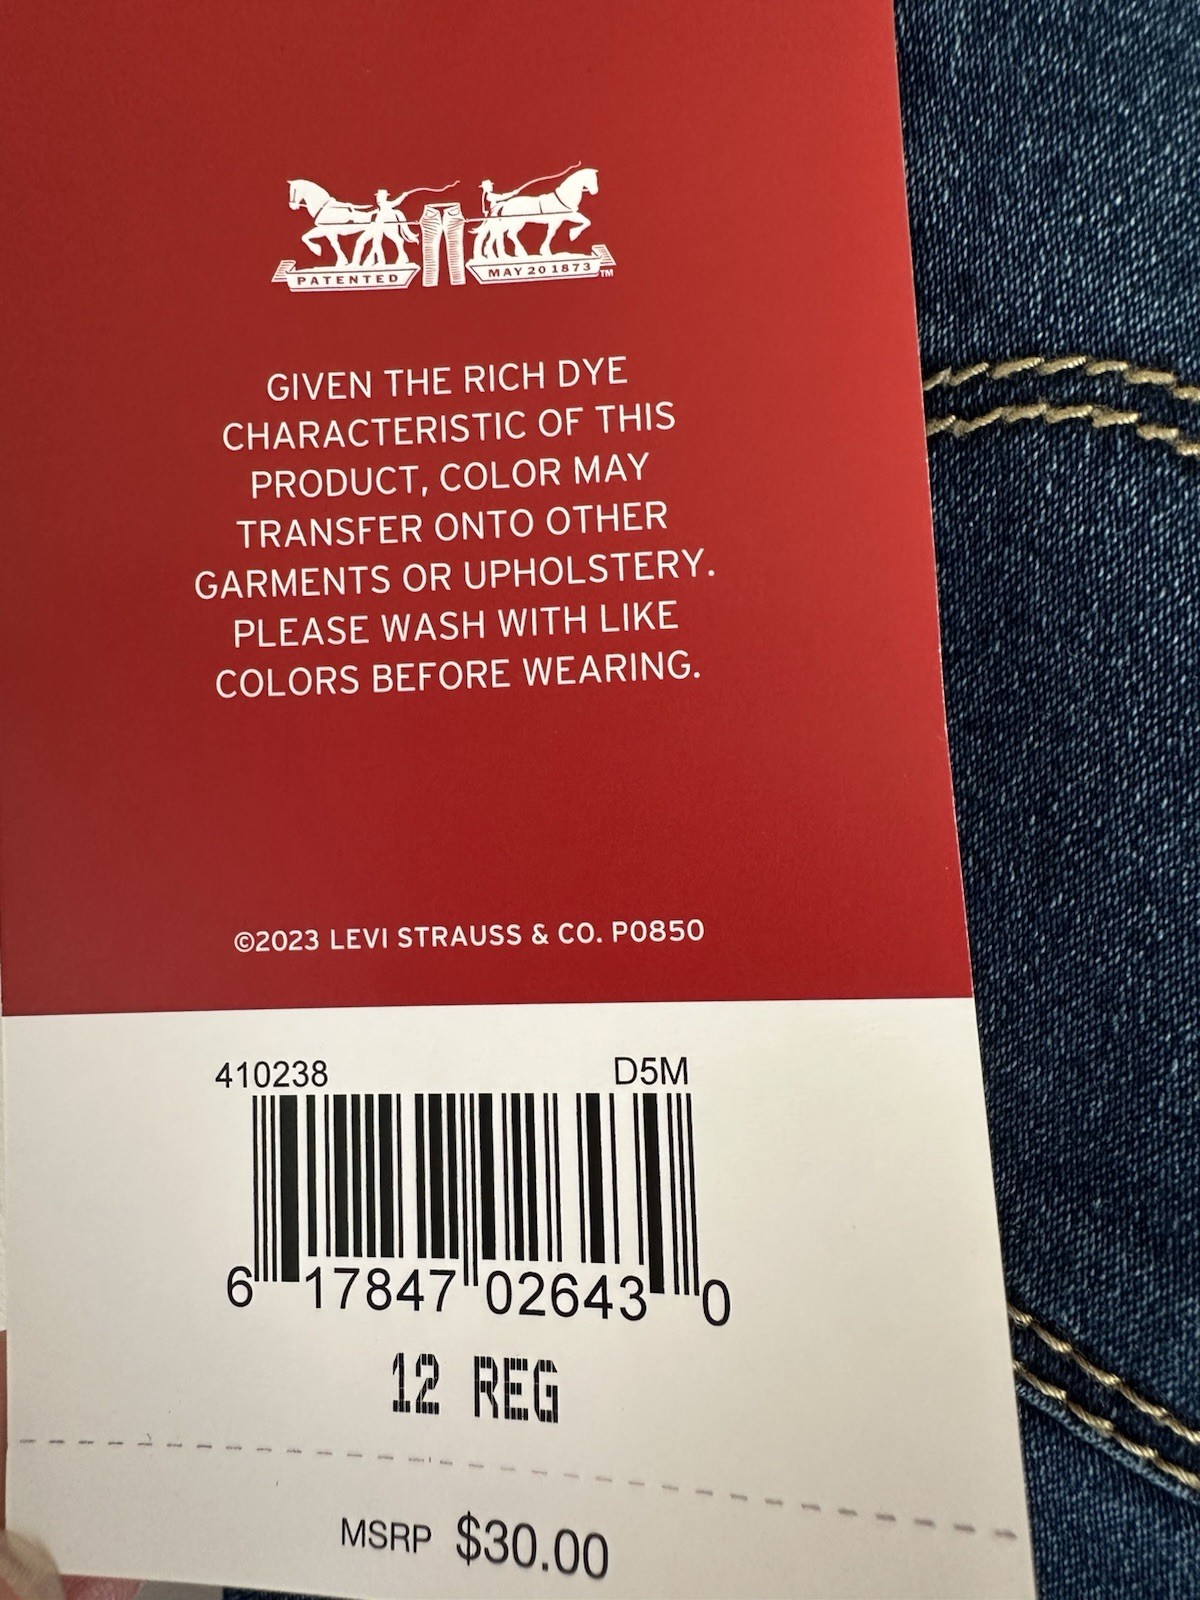 PATENTED MAY 20 1873 TM
GIVEN THE RICH DYE
CHARACTERISTIC OF THIS
PRODUCT, COLOR MAY
TRANSFER ONTO OTHER
GARMENTS OR UPHOLSTERY.
PLEASE WASH WITH LIKE
COLORS BEFORE WEARING.
©2023 LEVI STRAUSS & CO. P0850
410238 D5M
6 17847 02643 0
12 REG
MSRP $30.00